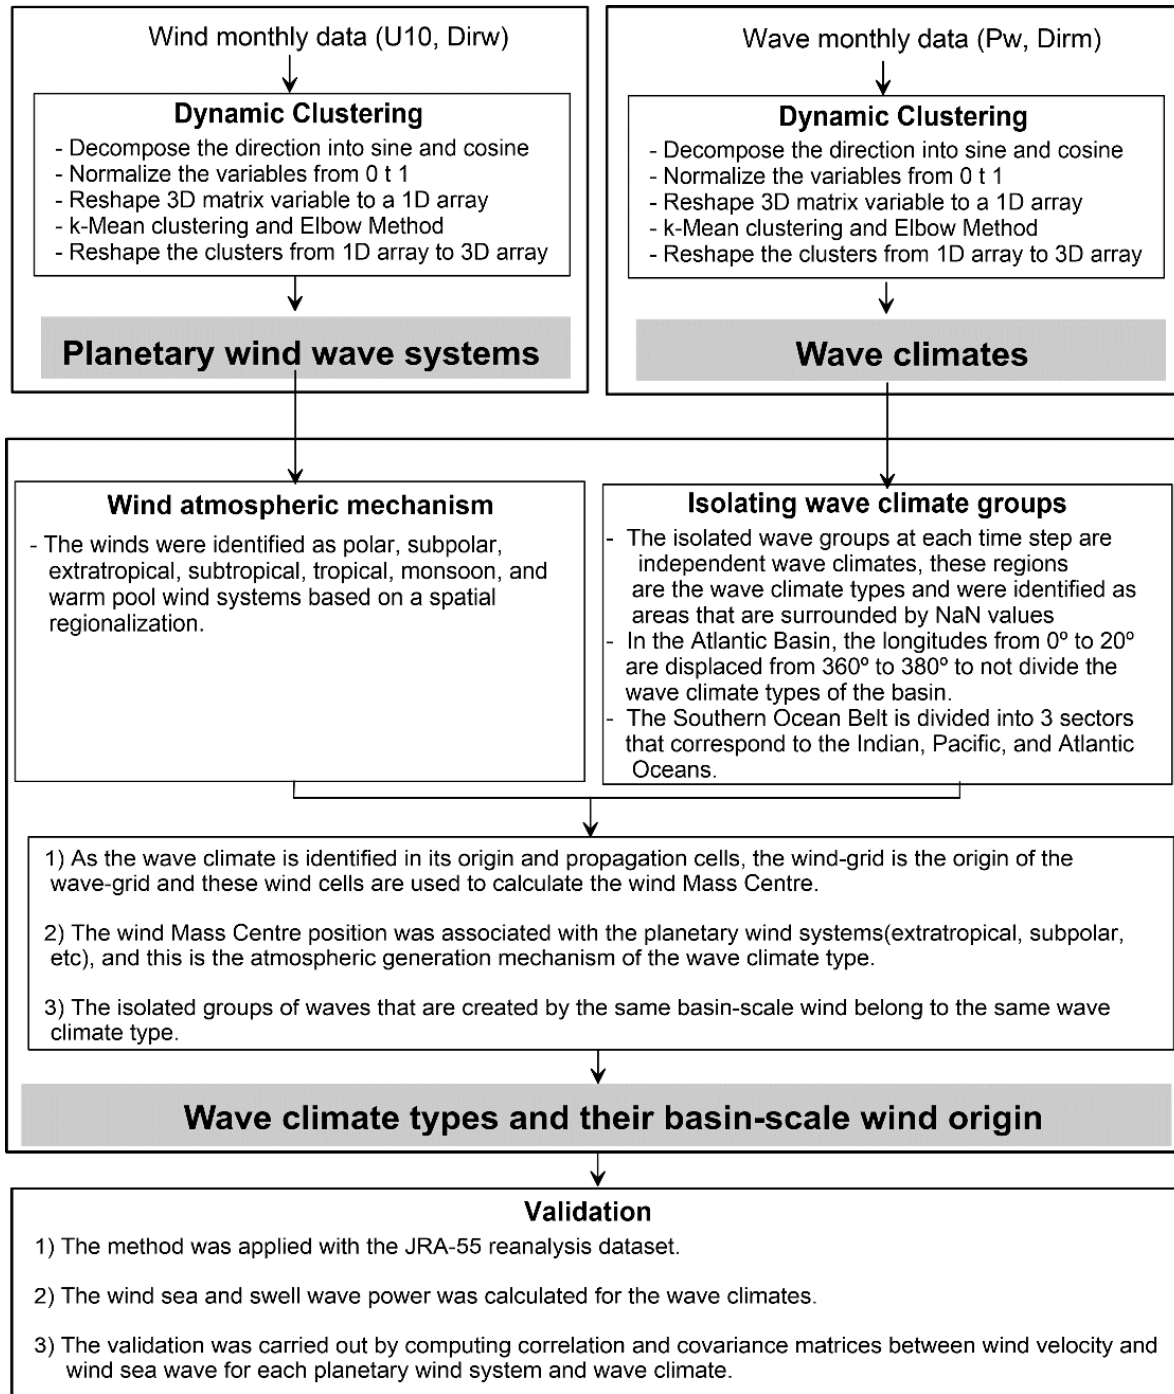 Wind monthly data (U10, Dirw)
Dynamic Clustering
- Decompose the direction into sine and cosine
- Normalize the variables from 0 t 1
- Reshape 3D matrix variable to a 1D array
- k-Mean clustering and Elbow Method
- Reshape the clusters from 1D array to 3D array
Planetary wind wave systems
Wave monthly data (Pw, Dirm)
Dynamic Clustering
- Decompose the direction into sine and cosine
- Normalize the variables from 0 t 1
- Reshape 3D matrix variable to a 1D array
- k-Mean clustering and Elbow Method
- Reshape the clusters from 1D array to 3D array
Wave climates
Wind atmospheric mechanism
- The winds were identified as polar, subpolar,
extratropical, subtropical, tropical, monsoon, and
warm pool wind systems based on a spatial
regionalization.
Isolating wave climate groups
- The isolated wave groups at each time step are
independent wave climates, these regions
are the wave climate types and were identified as
areas that are surrounded by NaN values
- In the Atlantic Basin, the longitudes from 0º to 20º
are displaced from 360º to 380º to not divide the
wave climate types of the basin.
- The Southern Ocean Belt is divided into 3 sectors
that correspond to the Indian, Pacific, and Atlantic
Oceans.
1) As the wave climate is identified in its origin and propagation cells, the wind-grid is the origin of the
wave-grid and these wind cells are used to calculate the wind Mass Centre.
2) The wind Mass Centre position was associated with the planetary wind systems(extratropical, subpolar,
etc), and this is the atmospheric generation mechanism of the wave climate type.
3) The isolated groups of waves that are created by the same basin-scale wind belong to the same wave
climate type.
Wave climate types and their basin-scale wind origin
Validation
1) The method was applied with the JRA-55 reanalysis dataset.
2) The wind sea and swell wave power was calculated for the wave climates.
3) The validation was carried out by computing correlation and covariance matrices between wind velocity and
wind sea wave for each planetary wind system and wave climate.